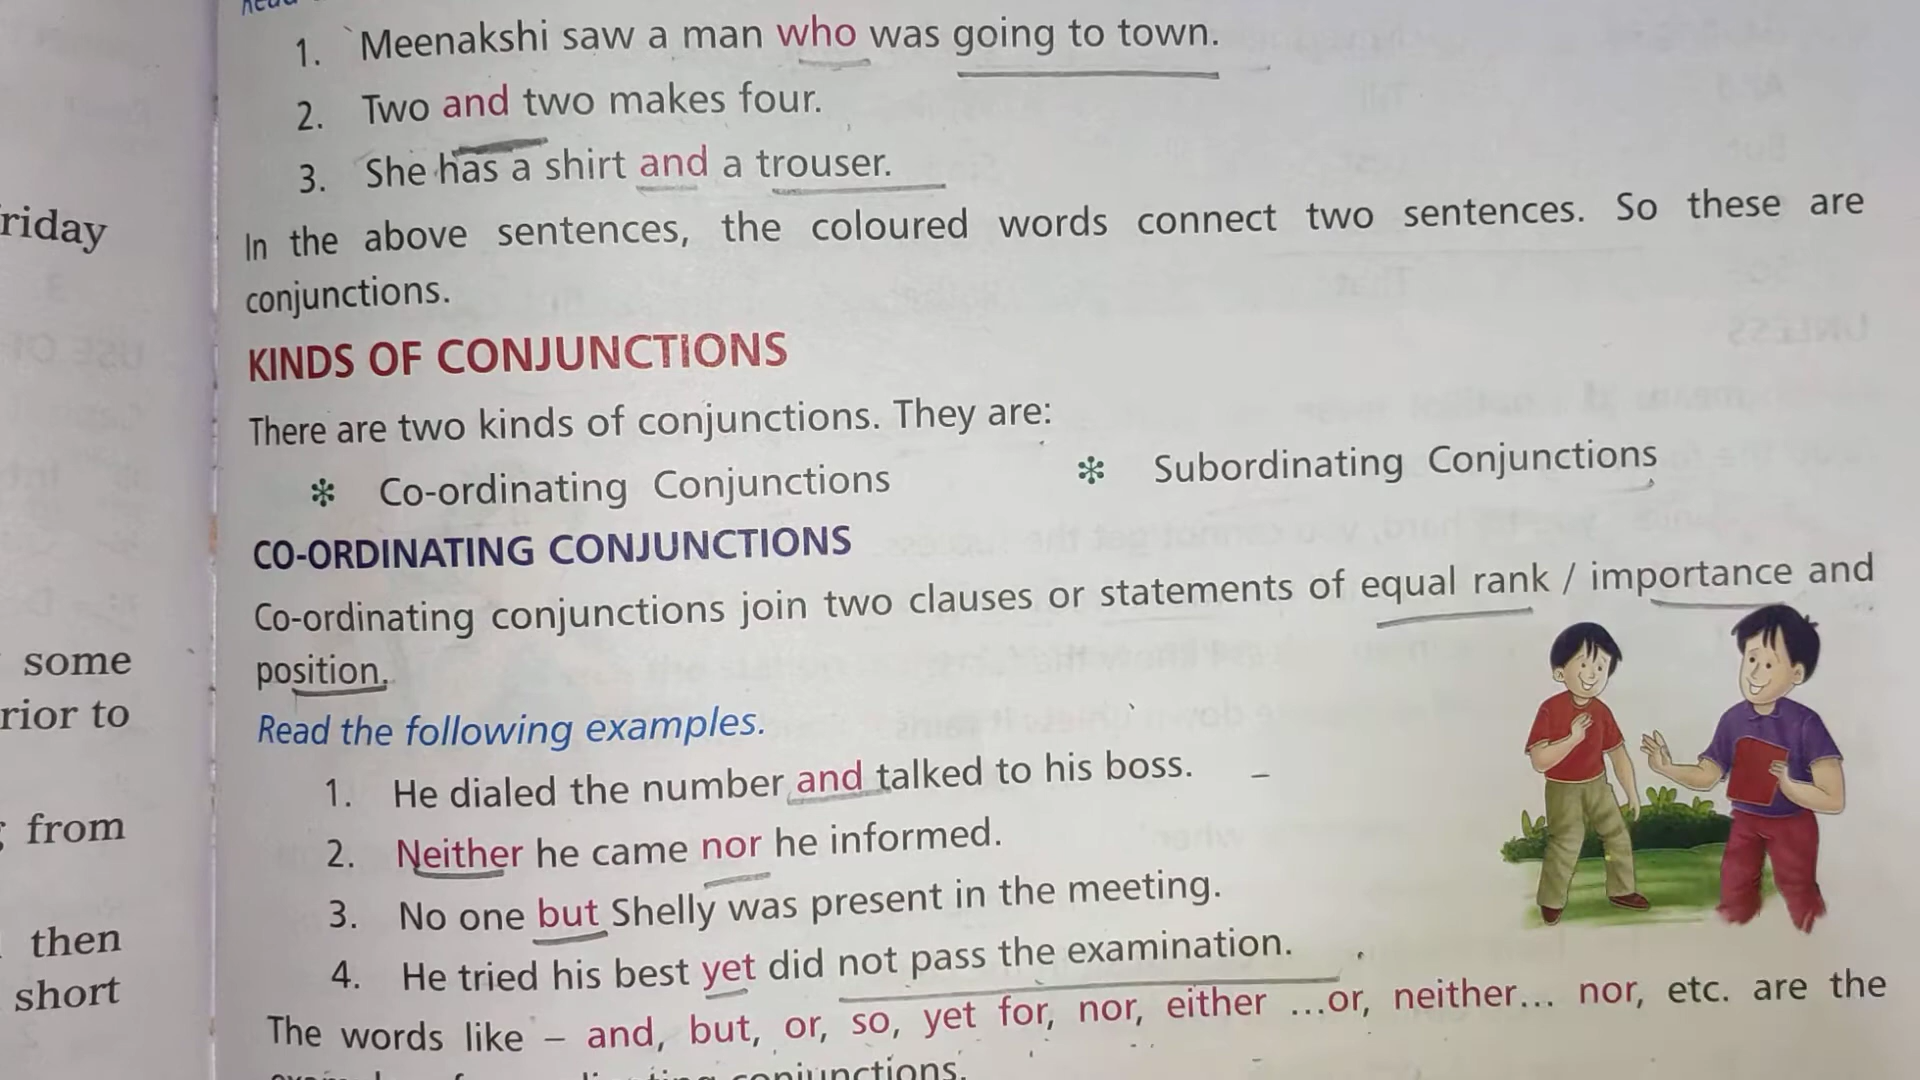 Read
1. Meenakshi saw a man who was going to town.
2. Two and two makes four.
3. She has a shirt and a trouser.
In the above sentences, the coloured words connect two sentences. So these are
conjunctions.
KINDS OF CONJUNCTIONS
There are two kinds of conjunctions. They are:
❇ Co-ordinating Conjunctions ❇ Subordinating Conjunctions
CO-ORDINATING CONJUNCTIONS
Co-ordinating conjunctions join two clauses or statements of equal rank / importance and
position.
Read the following examples.
1. He dialed the number and talked to his boss.
2. Neither he came nor he informed.
3. No one but Shelly was present in the meeting.
4. He tried his best yet did not pass the examination.
The words like – and, but, or, so, yet for, nor, either ...or, neither... nor, etc. are the
conjunctions.
riday
some
rior to
from
then
short